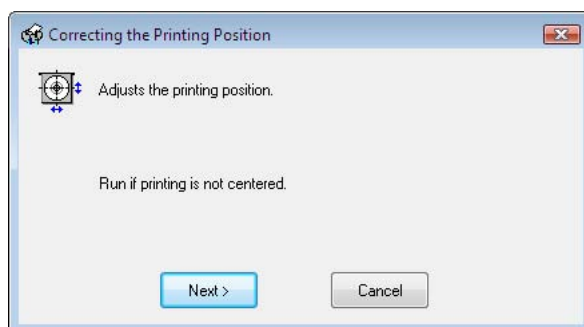 Correcting the Printing Position
Adjusts the printing position.
Run if printing is not centered.
Next >
Cancel